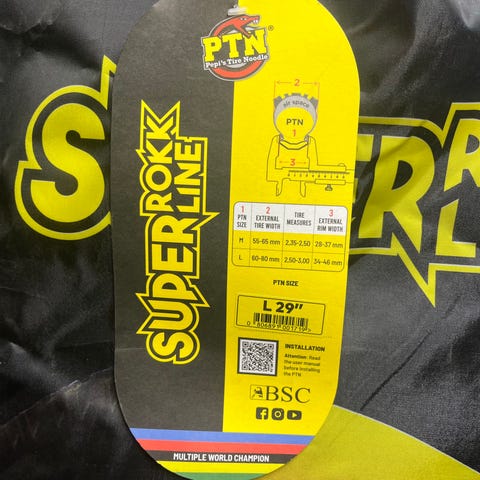 PTN
Pepi's Tire Noodle
SUPER ROKK
LINE
2
air space
PTN
1
3
1 PTN SIZE
2 EXTERNAL TIRE WIDTH
TIRE MEASURES
3 EXTERNAL RIM WIDTH
M 55-65 mm 2,35-2,50 28-37 mm
L 60-80 mm 2,50-3,00 34-46 mm
PTN SIZE
L 29"
INSTALLATION
Attention: Read
the user manual
before installing
the PTN
BSC
MULTIPLE WORLD CHAMPION